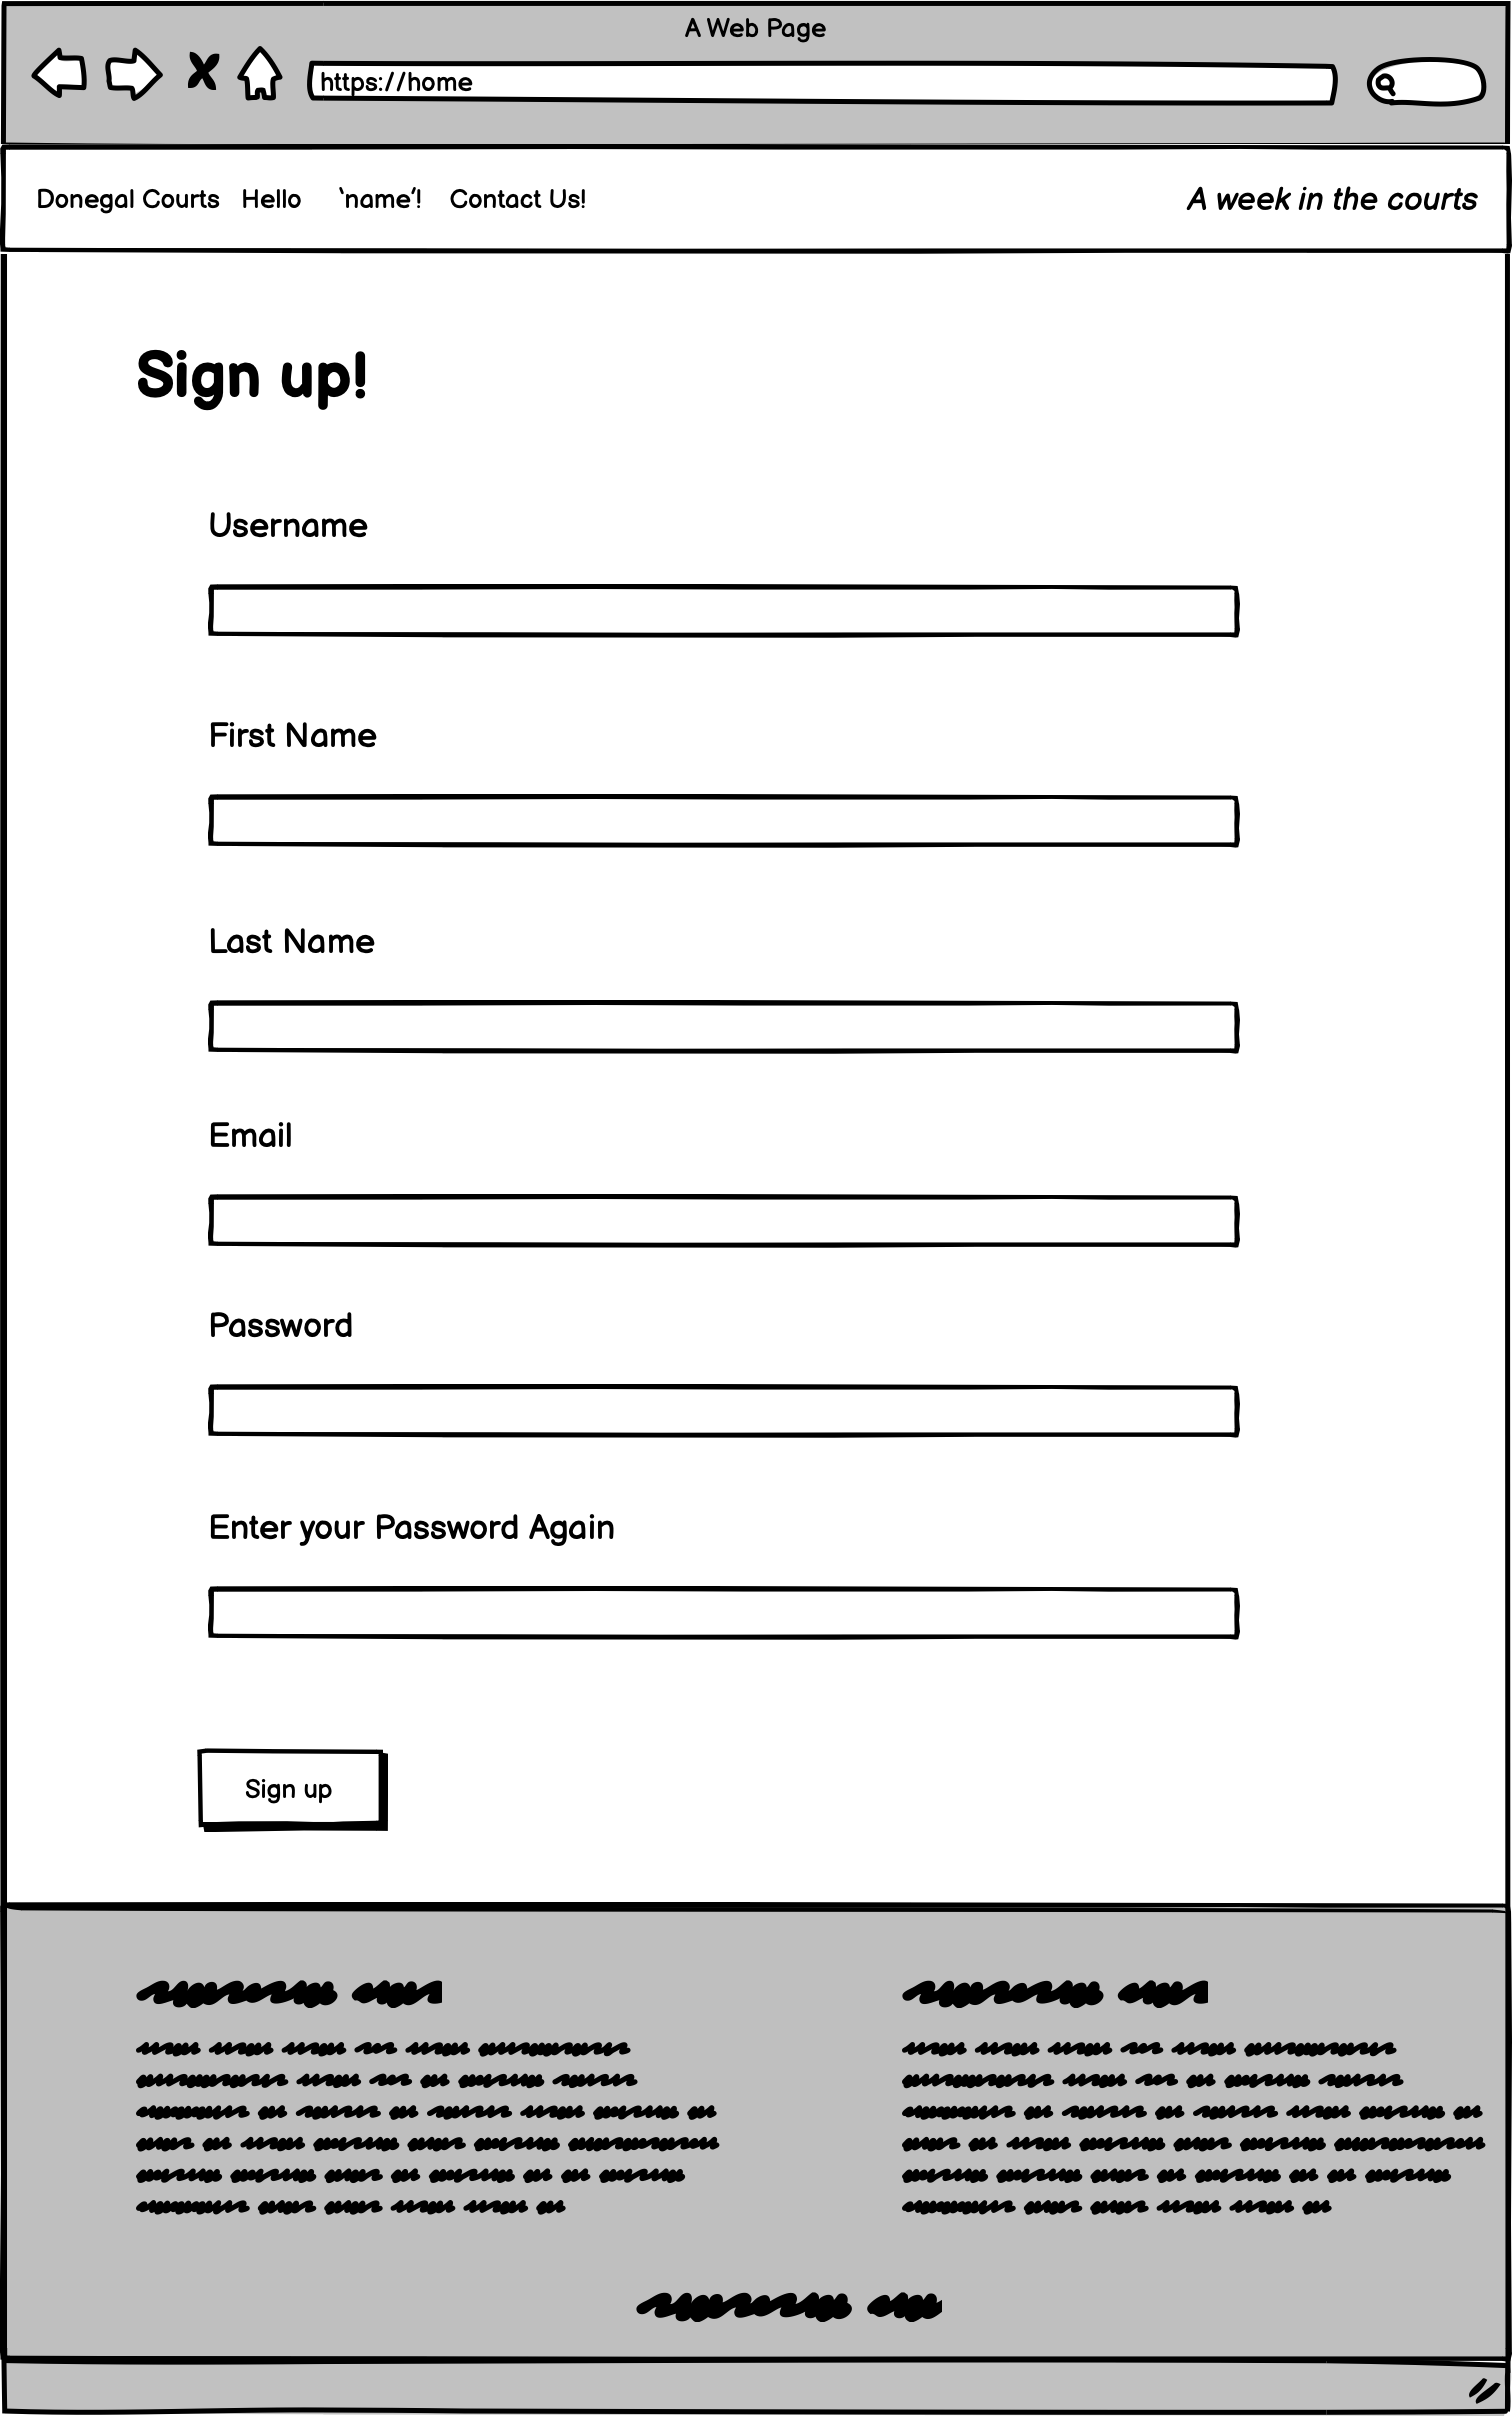 A Web Page
https://home
Donegal Courts Hello 'name'! Contact Us! A week in the courts
Sign up!
Username
First Name
Last Name
Email
Password
Enter your Password Again
Sign up